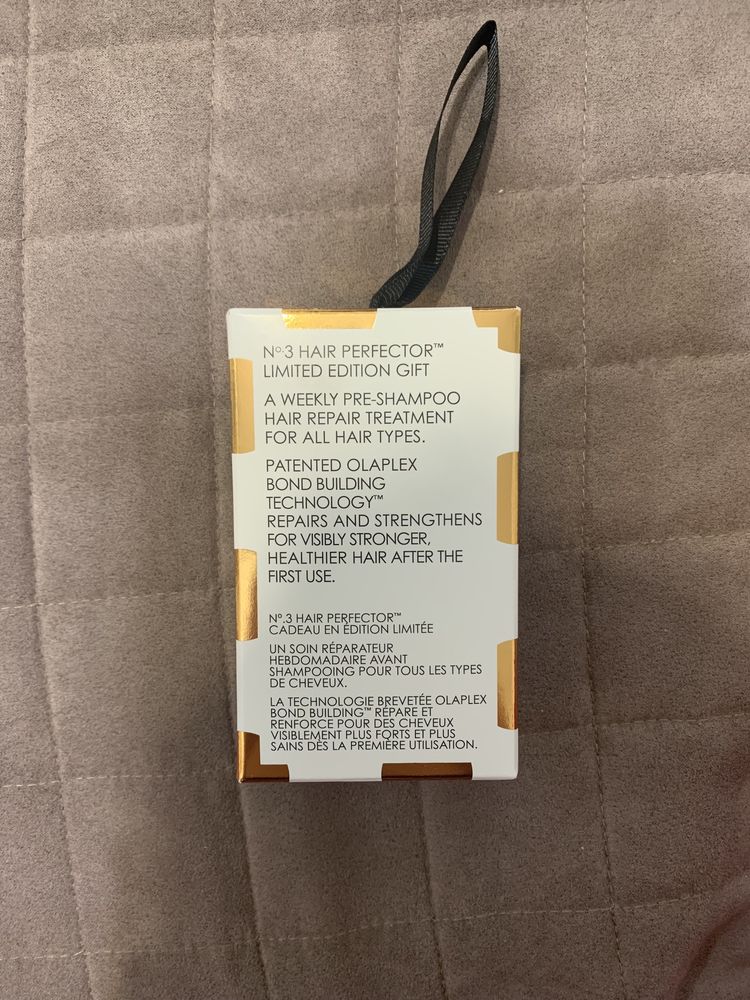 Nº.3 HAIR PERFECTOR™
LIMITED EDITION GIFT
A WEEKLY PRE-SHAMPOO
HAIR REPAIR TREATMENT
FOR ALL HAIR TYPES.
PATENTED OLAPLEX
BOND BUILDING
TECHNOLOGY™
REPAIRS AND STRENGTHENS
FOR VISIBLY STRONGER,
HEALTHIER HAIR AFTER THE
FIRST USE.
Nº.3 HAIR PERFECTOR™
CADEAU EN ÉDITION LIMITÉE
UN SOIN RÉPARATEUR
HEBDOMADAIRE AVANT
SHAMPOOING POUR TOUS LES TYPES
DE CHEVEUX.
LA TECHNOLOGIE BREVETÉE OLAPLEX
BOND BUILDING™ RÉPARE ET
RENFORCE POUR DES CHEVEUX
VISIBLEMENT PLUS FORTS ET PLUS
SAINS DÈS LA PREMIÈRE UTILISATION.